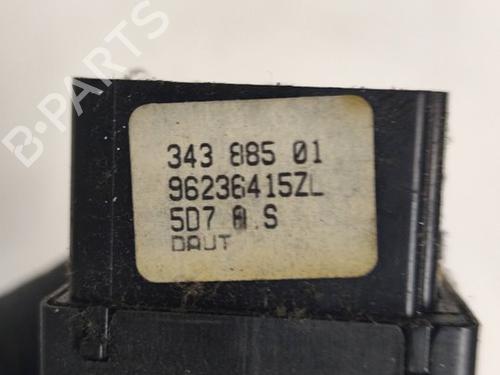 B-PARTS
343 885 01
96236415ZL
5D7 .S
DAUT